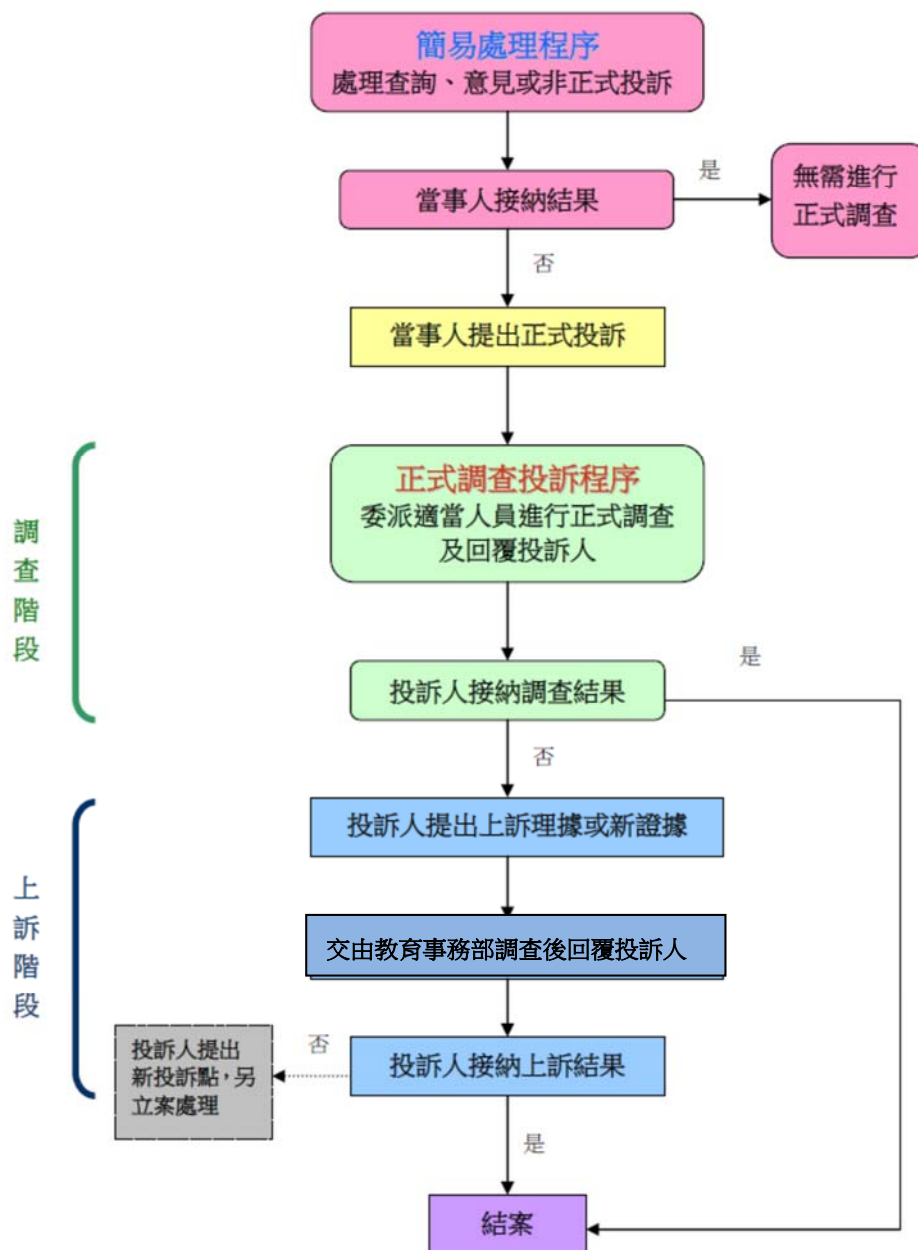 簡易處理程序
處理查詢、意見或非正式投訴
當事人接納結果
是
無需進行
正式調查
否
當事人提出正式投訴
調查階段
正式調查投訴程序
委派適當人員進行正式調查
及回覆投訴人
投訴人接納調查結果
是
否
上訴階段
投訴人提出上訴理據或新證據
交由教育事務部調查後回覆投訴人
投訴人接納上訴結果
否
投訴人提出
新投訴點，另
立案處理
是
結案